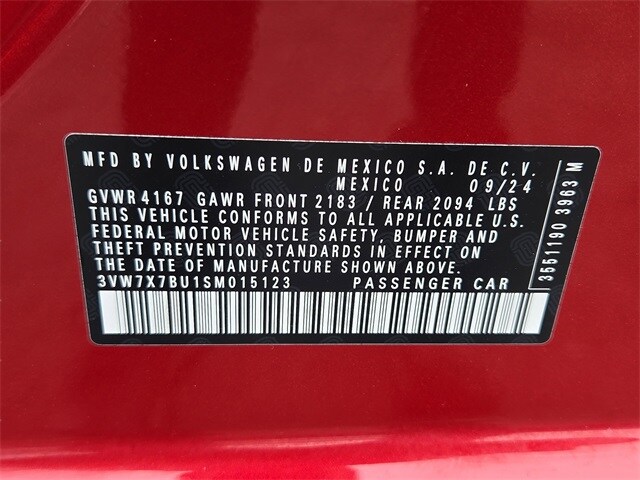 MFD BY VOLKSWAGEN DE MEXICO S.A. DE C.V.
MEXICO 09/24
GVWR 4167 GAWR FRONT 2183 / REAR 2094 LBS
THIS VEHICLE CONFORMS TO ALL APPLICABLE U.S.
FEDERAL MOTOR VEHICLE SAFETY, BUMPER AND
THEFT PREVENTION STANDARDS IN EFFECT ON
THE DATE OF MANUFACTURE SHOWN ABOVE.
3VW7X7BU1SM015123 PASSENGER CAR
3551190 3963 M